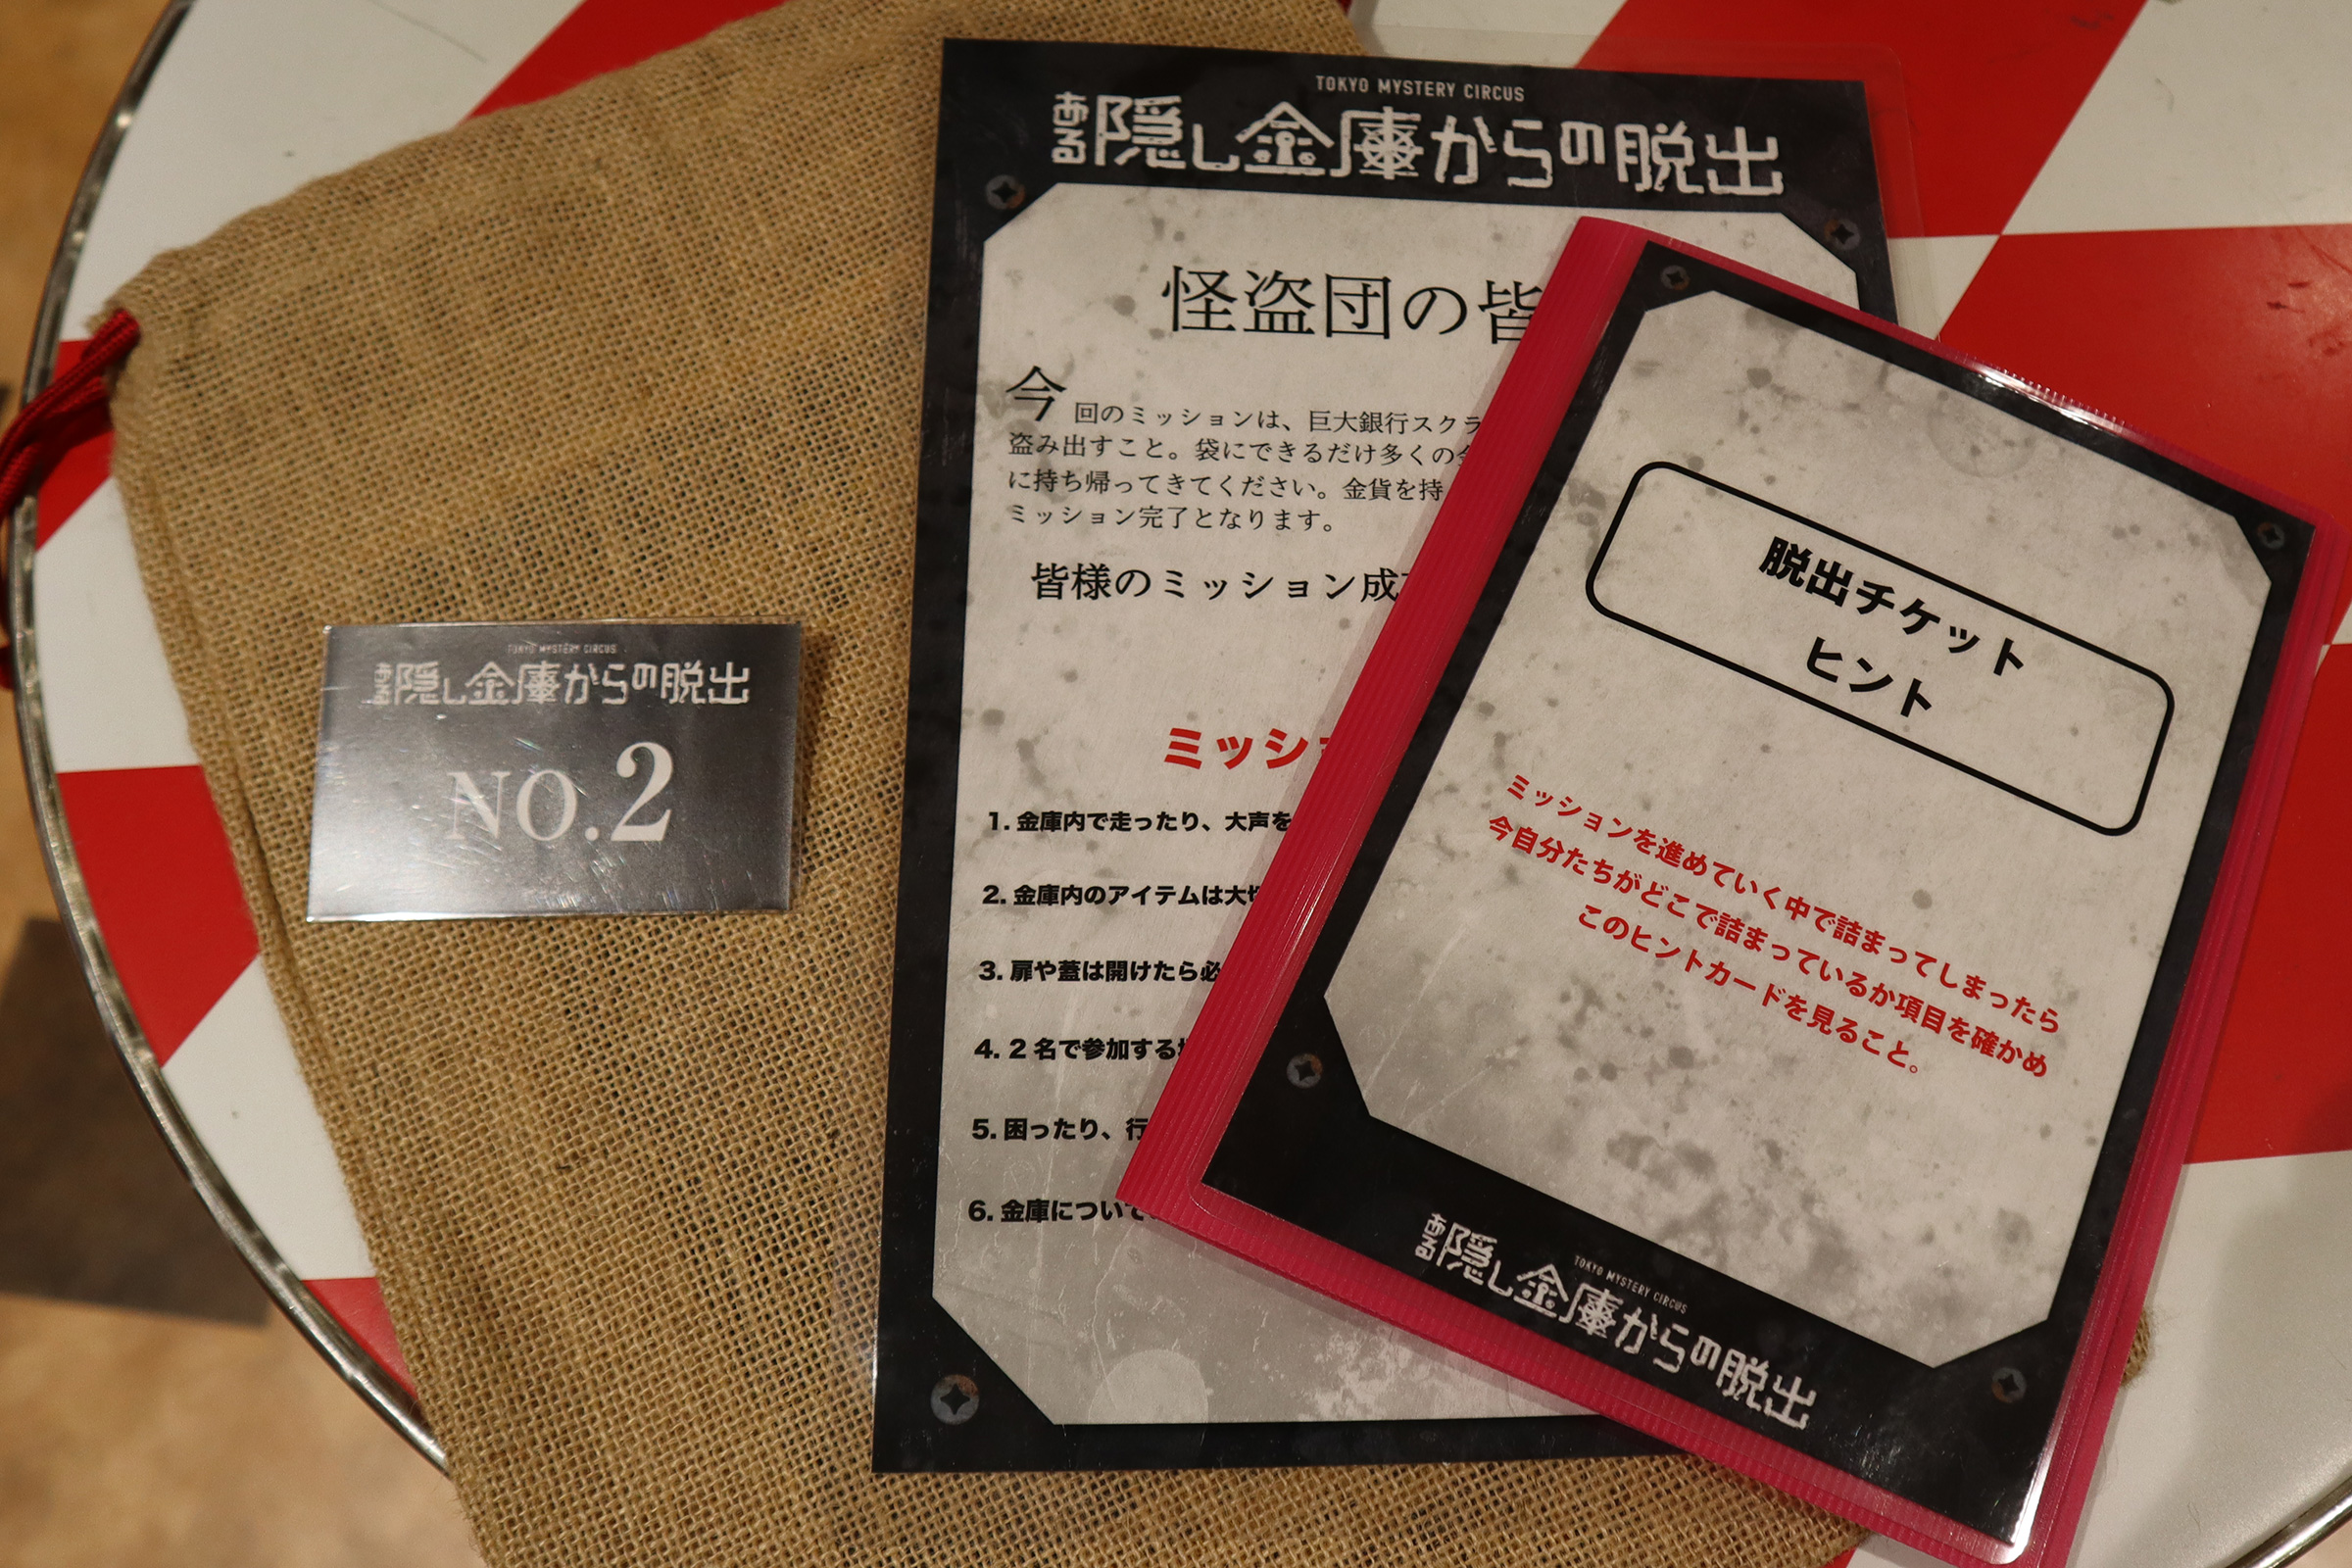 TOKYO MYSTERY CIRCUS
ある隠し金庫からの脱出
NO.2
TOKYO MYSTERY CIRCUS
ある隠し金庫からの脱出
怪盗団の皆
今回のミッションは、巨大銀行スクラ
盗み出すこと。袋にできるだけ多くの金
に持ち帰ってきてください。金貨を持
ミッション完了となります。
皆様のミッション成
ミッシ
1. 金庫内で走ったり、大声を
2. 金庫内のアイテムは大切
3. 扉や蓋は開けたら必
4. 2 名で参加する
5. 困ったり、行
6. 金庫について
脱出チケット
ヒント
ミッションを進めていく中で詰まってしまったら
今自分たちがどこで詰まっているか項目を確かめ
このヒントカードを見ること。
TOKYO MYSTERY CIRCUS
ある隠し金庫からの脱出